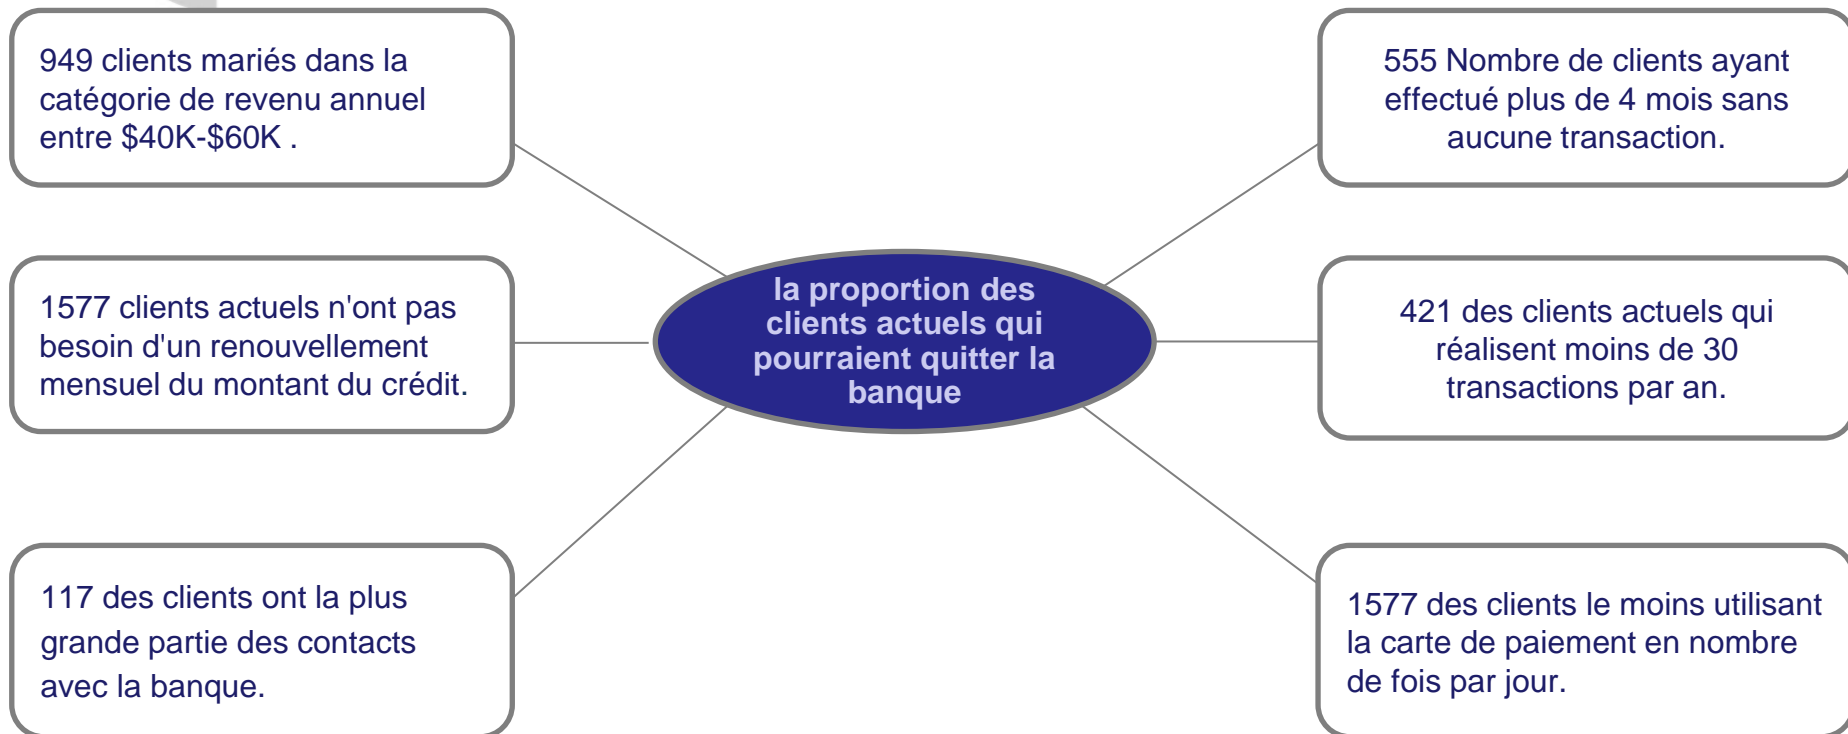 949 clients mariés dans la
catégorie de revenu annuel
entre $40K-$60K .
555 Nombre de clients ayant
effectué plus de 4 mois sans
aucune transaction.
1577 clients actuels n'ont pas
besoin d'un renouvellement
mensuel du montant du crédit.
la proportion des
clients actuels qui
pourraient quitter la
banque
421 des clients actuels qui
réalisent moins de 30
transactions par an.
117 des clients ont la plus
grande partie des contacts
avec la banque.
1577 des clients le moins utilisant
la carte de paiement en nombre
de fois par jour.